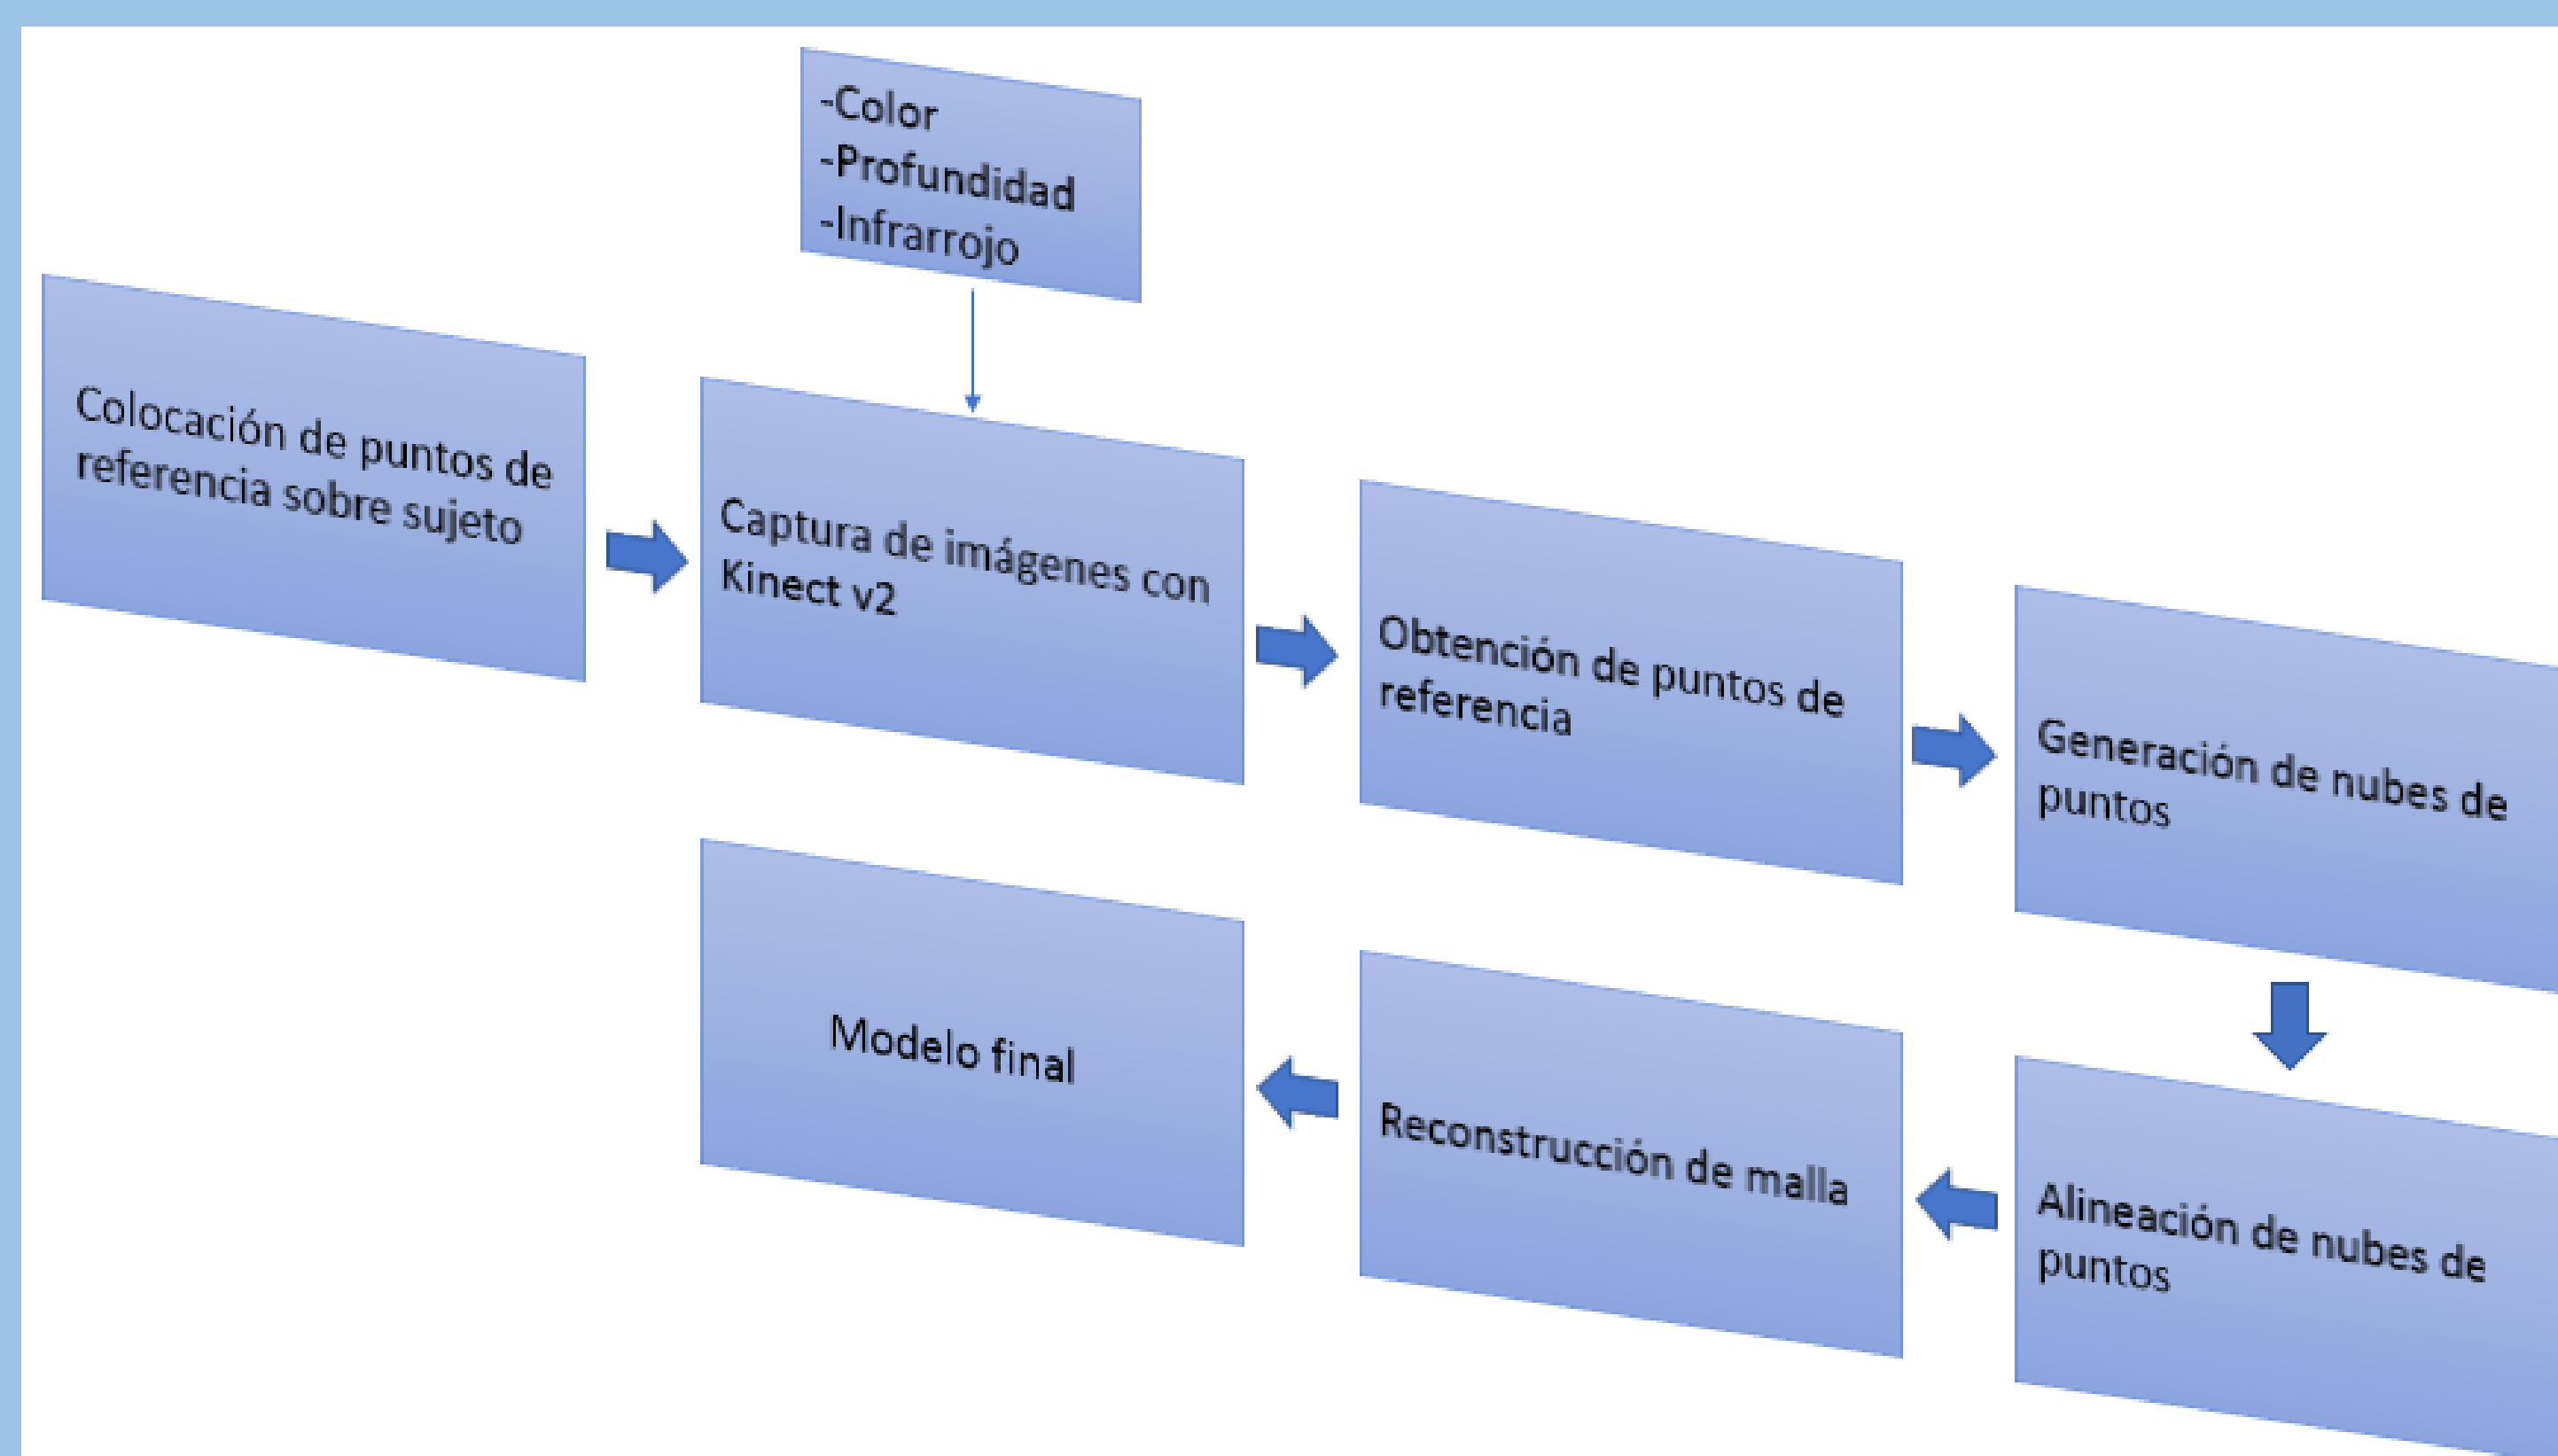 -Color
-Profundidad
-Infrarrojo
Colocación de puntos de
referencia sobre sujeto
Captura de imágenes con
Kinect v2
Obtención de puntos de
referencia
Generación de nubes de
puntos
Alineación de nubes de
puntos
Reconstrucción de malla
Modelo final